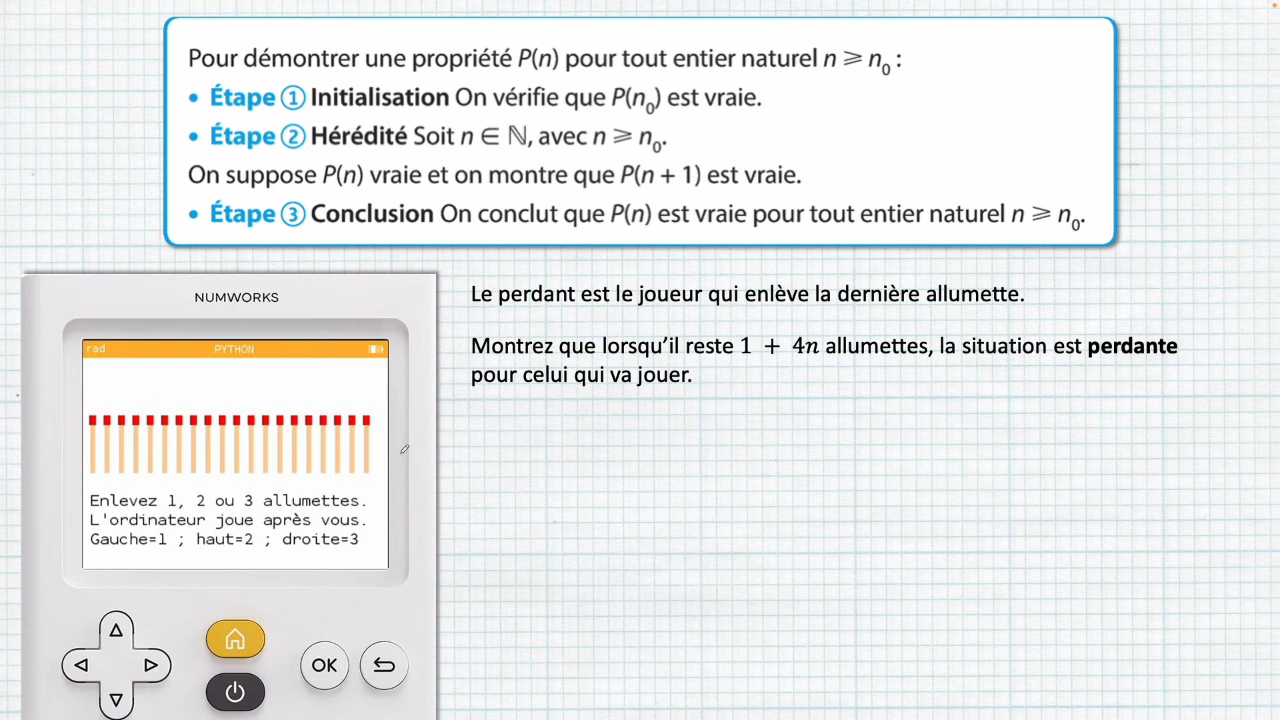 Pour démontrer une propriété P(n) pour tout entier naturel n ⩾ n₀ :
• Étape ① Initialisation On vérifie que P(n₀) est vraie.
• Étape ② Hérédité Soit n ∈ ℕ, avec n ⩾ n₀.
On suppose P(n) vraie et on montre que P(n + 1) est vraie.
• Étape ③ Conclusion On conclut que P(n) est vraie pour tout entier naturel n ⩾ n₀.
Le perdant est le joueur qui enlève la dernière allumette.
Montrez que lorsqu’il reste 1 + 4n allumettes, la situation est perdante
pour celui qui va jouer.
NUMWORKS
rad PYTHON
Enlevez 1, 2 ou 3 allumettes.
L'ordinateur joue après vous.
Gauche=1 ; haut=2 ; droite=3
OK